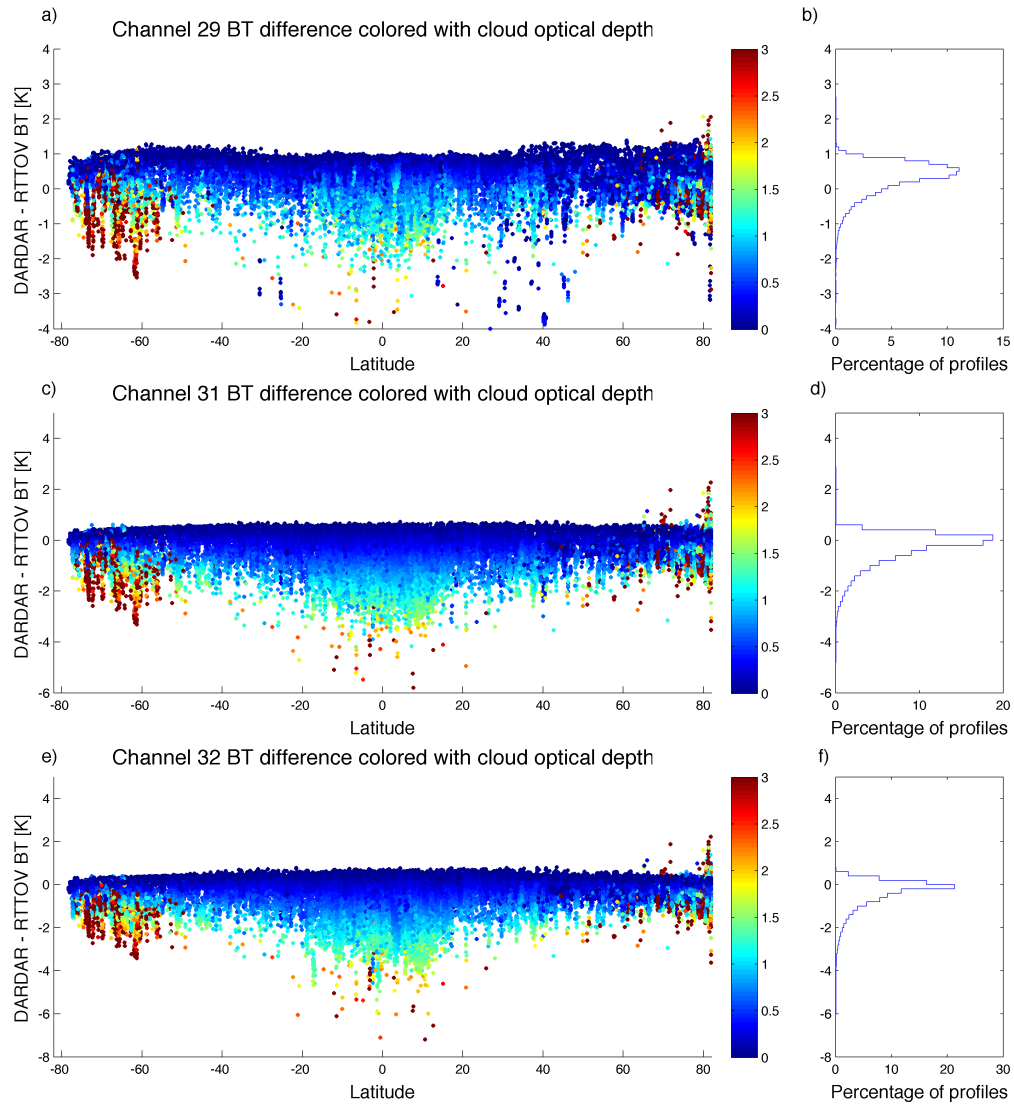 a)
Channel 29 BT difference colored with cloud optical depth
DARDAR - RTTOV BT [K]
4
3
2
1
0
-1
-2
-3
-4
-80 -60 -40 -20 0 20 40 60 80
Latitude
3
2.5
2
1.5
1
0.5
0
b)
4
3
2
1
0
-1
-2
-3
-4
0 5 10 15
Percentage of profiles
c)
Channel 31 BT difference colored with cloud optical depth
DARDAR - RTTOV BT [K]
4
2
0
-2
-4
-6
-80 -60 -40 -20 0 20 40 60 80
Latitude
3
2.5
2
1.5
1
0.5
0
d)
4
2
0
-2
-4
-6
0 5 10 15 20
Percentage of profiles
e)
Channel 32 BT difference colored with cloud optical depth
DARDAR - RTTOV BT [K]
4
2
0
-2
-4
-6
-8
-80 -60 -40 -20 0 20 40 60 80
Latitude
3
2.5
2
1.5
1
0.5
0
f)
4
2
0
-2
-4
-6
-8
0 10 20 30
Percentage of profiles